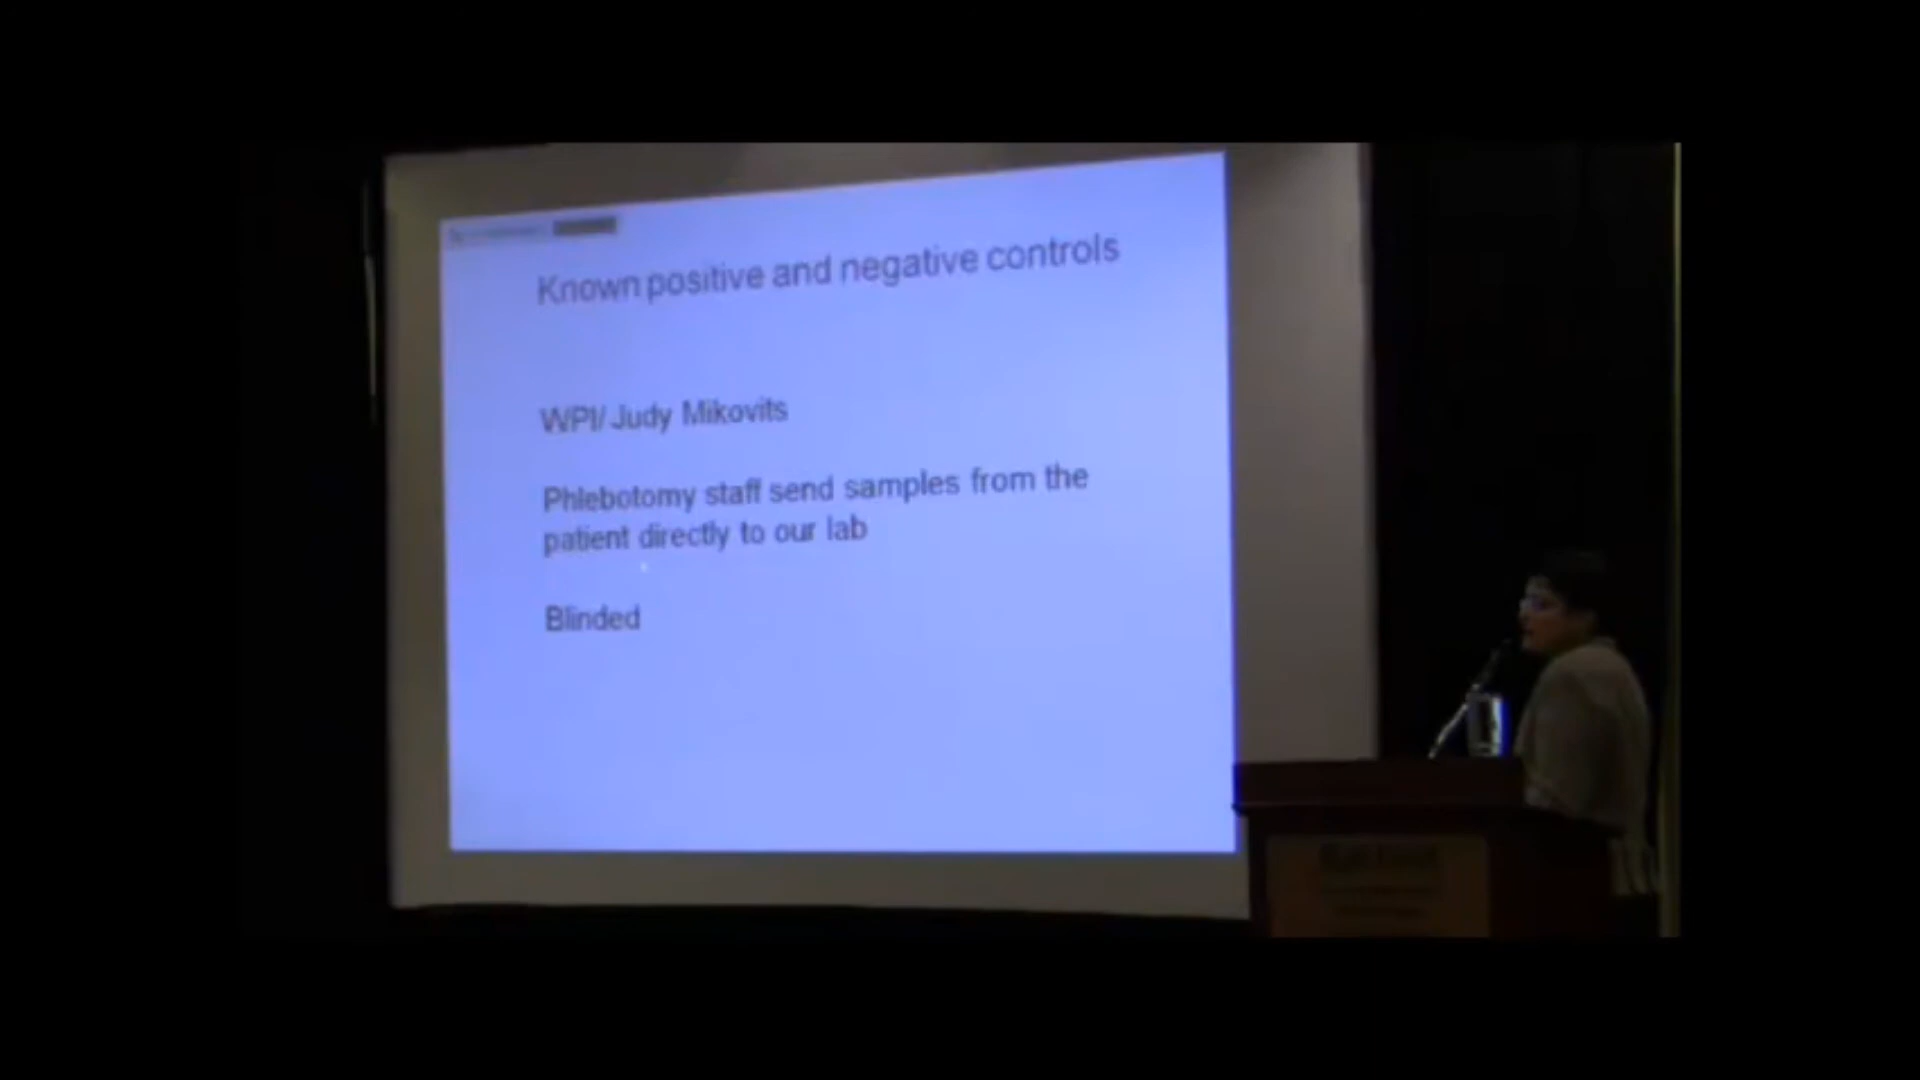 Known positive and negative controls
WPI/ Judy Mikovits
Phlebotomy staff send samples from the
patient directly to our lab
Blinded